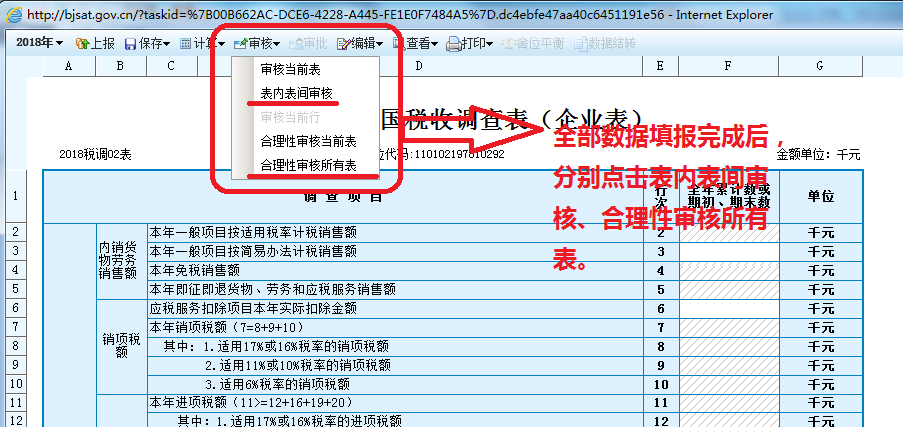 http://bjsat.gov.cn/?taskid=%7B00B662AC-DCE6-4228-A445-FE1E0F7484A5%7D.dc4ebfe47aa40c6451191e56 - Internet Explorer
2018年 上报 保存 计算 审核 审批 编辑 查看 打印 舍位平衡 数据结转
A B C D E F G
审核当前表
表内表间审核
审核当前行
合理性审核当前表
合理性审核所有表
国税收调查表（企业表）
2018税调02表
位代码:110102197810292
金额单位：千元
全部数据填报完成后，
分别点击表内表间审
核、合理性审核所有
表。
1 调 查 项 目 行次 全年累计数或期初、期末数 单位
内销货物劳务销售额
2 本年一般项目按适用税率计税销售额 2 千元
3 本年一般项目按简易办法计税销售额 3 千元
4 本年免税销售额 4 千元
5 本年即征即退货物、劳务和应税服务销售额 5 千元
销项税额
6 应税服务扣除项目本年实际扣除金额 6 千元
7 本年销项税额（7=8+9+10） 7 千元
8 其中：1.适用17%或16%税率的销项税额 8 千元
9 2.适用11%或10%税率的销项税额 9 千元
10 3.适用6%税率的销项税额 10 千元
11 本年进项税额（11>=12+16+19+20） 11 千元
12 其中：1.适用17%或16%税率的进项税额 12 千元